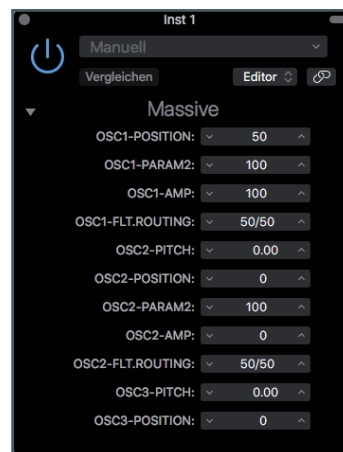 Inst 1
Manuell
Vergleichen Editor
Massive
OSC1-POSITION: 50
OSC1-PARAM2: 100
OSC1-AMP: 100
OSC1-FLT.ROUTING: 50/50
OSC2-PITCH: 0.00
OSC2-POSITION: 0
OSC2-PARAM2: 100
OSC2-AMP: 0
OSC2-FLT.ROUTING: 50/50
OSC3-PITCH: 0.00
OSC3-POSITION: 0